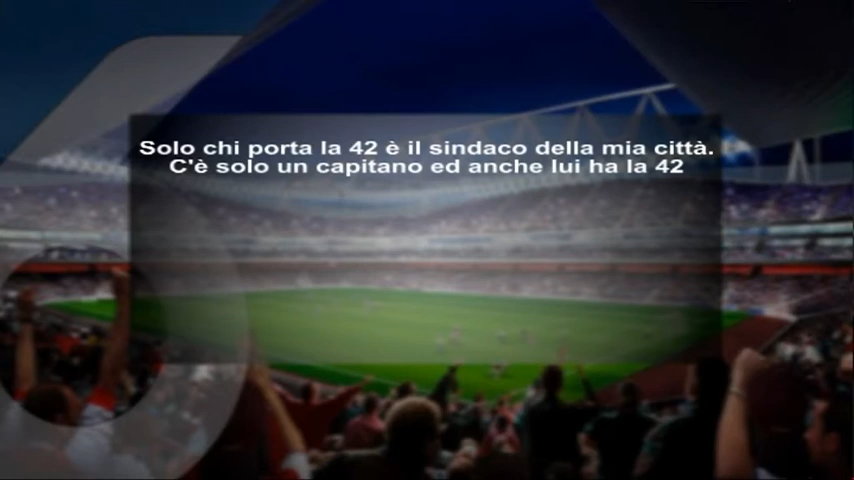 Solo chi porta la 42 è il sindaco della mia città.
C'è solo un capitano ed anche lui ha la 42